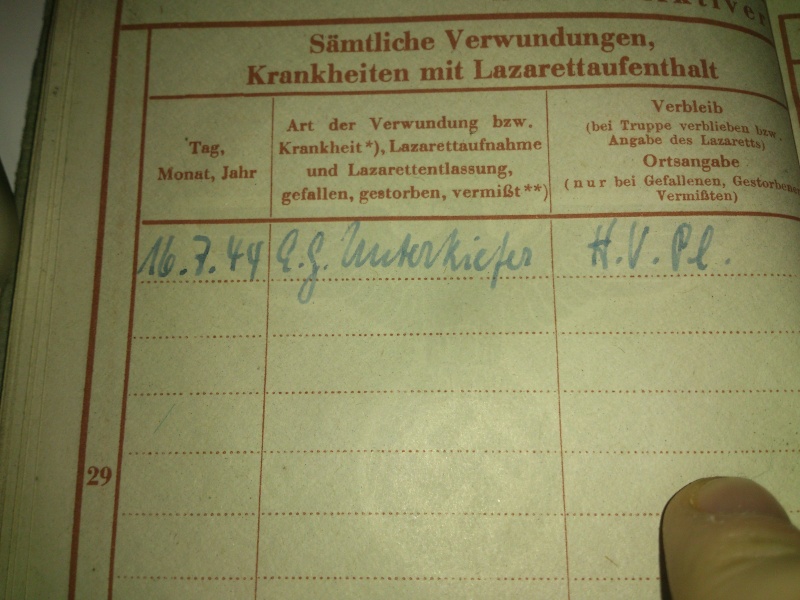 Sämtliche Verwundungen,
Krankheiten mit Lazarettaufenthalt
Tag,
Monat, Jahr
Art der Verwundung bzw.
Krankheit*), Lazarettaufnahme
und Lazarettentlassung,
gefallen, gestorben, vermißt**)
Verbleib
(bei Truppe verblieben bzw.
Angabe des Lazaretts)
Ortsangabe
(nur bei Gefallenen, Gestorbenen
Vermißten)
16.7.44 Unterkiefer H.V.Pl.
29